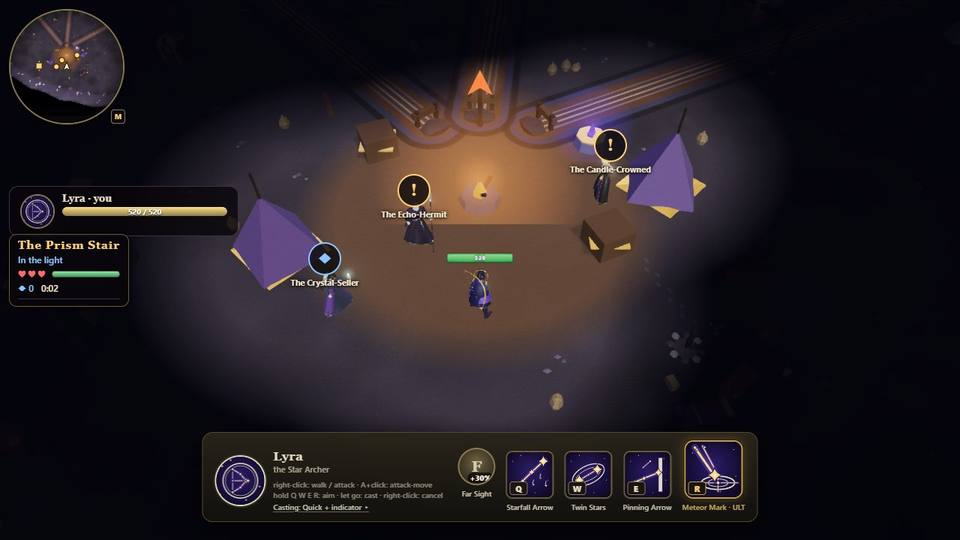 M
Lyra · you
520 / 520
The Prism Stair
In the light
0 0:02
!
The Candle-Crowned
!
The Echo-Hermit
The Crystal-Seller
520
Lyra
the Star Archer
right-click: walk / attack · A+click: attack-move
hold Q W E R: aim · let go: cast · right-click: cancel
Casting: Quick + indicator
F
+30%
Far Sight
Q
Starfall Arrow
W
Twin Stars
E
Pinning Arrow
R
Meteor Mark · ULT